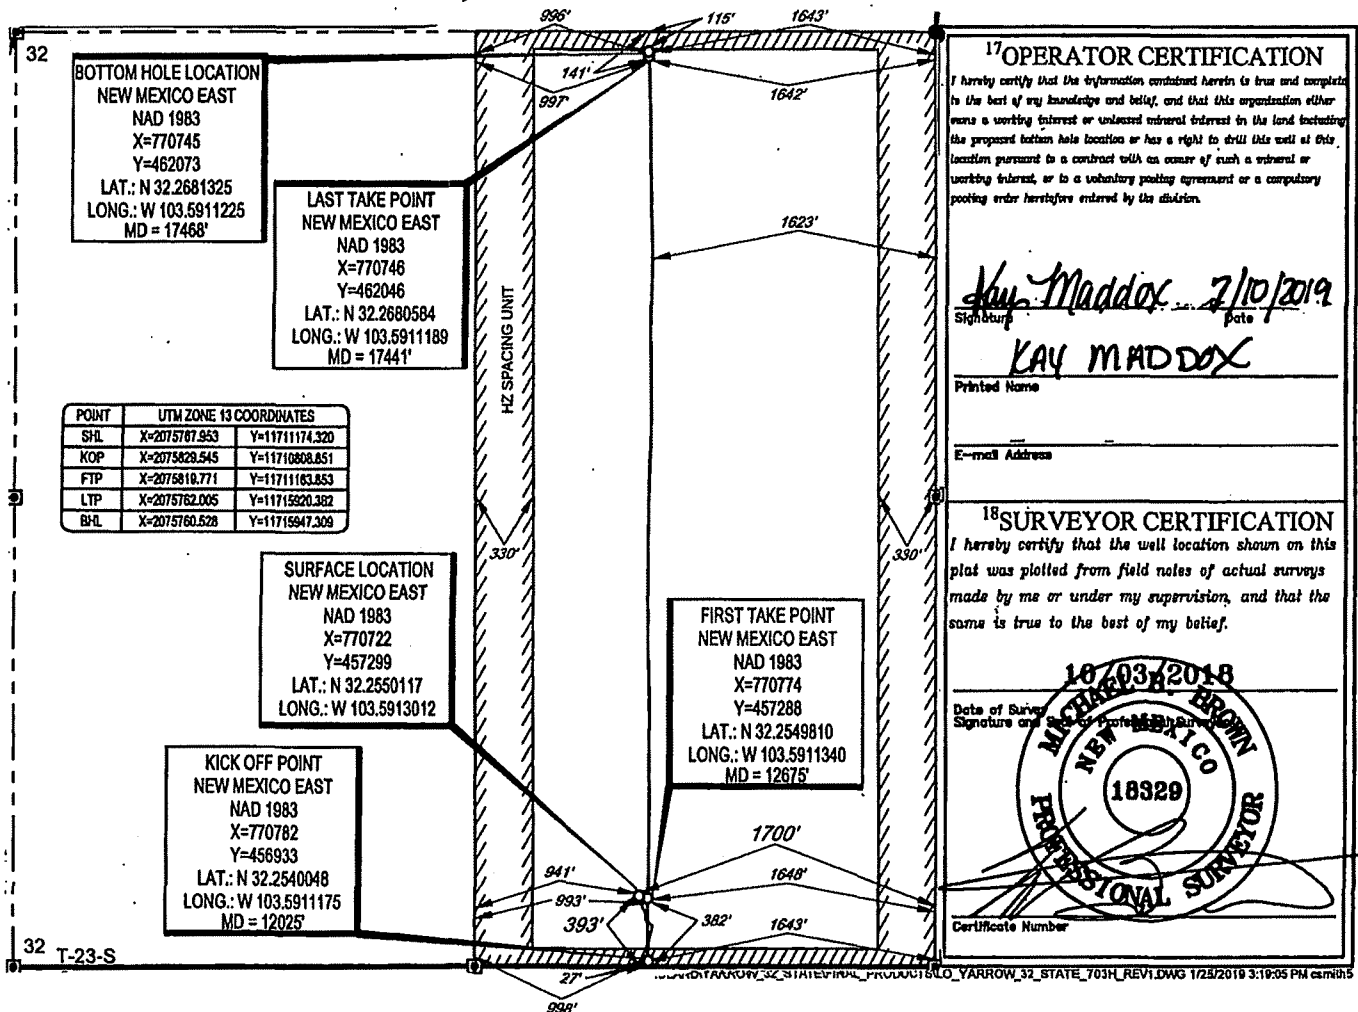 996'
115'
1643'
32
141'
997'
1642'
BOTTOM HOLE LOCATION
NEW MEXICO EAST
NAD 1983
X=770745
Y=462073
LAT.: N 32.2681325
LONG.: W 103.5911225
MD = 17468'
LAST TAKE POINT
NEW MEXICO EAST
NAD 1983
X=770746
Y=462046
LAT.: N 32.2680584
LONG.: W 103.5911189
MD = 17441'
1623'
HZ SPACING UNIT
POINT UTM ZONE 13 COORDINATES
SHL X=2075787.953 Y=11711174.320
KOP X=2075829.545 Y=11710808.851
FTP X=2075819.771 Y=11711163.853
LTP X=2075762.005 Y=11715920.382
BHL X=2075760.528 Y=11715947.309
330'
330'
SURFACE LOCATION
NEW MEXICO EAST
NAD 1983
X=770722
Y=457299
LAT.: N 32.2550117
LONG.: W 103.5913012
FIRST TAKE POINT
NEW MEXICO EAST
NAD 1983
X=770774
Y=457288
LAT.: N 32.2549810
LONG.: W 103.5911340
MD = 12675'
KICK OFF POINT
NEW MEXICO EAST
NAD 1983
X=770782
Y=456933
LAT.: N 32.2540048
LONG.: W 103.5911175
MD = 12025'
1700'
941'
1648'
993'
393'
382'
1643'
32 T-23-S
27'
998'
17 OPERATOR CERTIFICATION
I hereby certify that the information contained herein is true and complete
to the best of my knowledge and belief, and that this organization either
owns a working interest or unleased mineral interest in the land including
the proposed bottom hole location or has a right to drill this well at this
location pursuant to a contract with an owner of such a mineral or
working interest, or to a voluntary pooling agreement or a compulsory
pooling order heretofore entered by the division.
Kay Maddox 2/10/2019
Signature Date
KAY MADDOX
Printed Name
E-mail Address
18 SURVEYOR CERTIFICATION
I hereby certify that the well location shown on this
plat was plotted from field notes of actual surveys
made by me or under my supervision, and that the
same is true to the best of my belief.
10/03/2018
Date of Survey
Signature and Seal of Professional Surveyor
MICHAEL B. BROWN
NEW MEXICO
18329
PROFESSIONAL SURVEYOR
Certificate Number
YARROW_32_STATE_703H_REV1.DWG 1/25/2019 3:19:05 PM csmith5